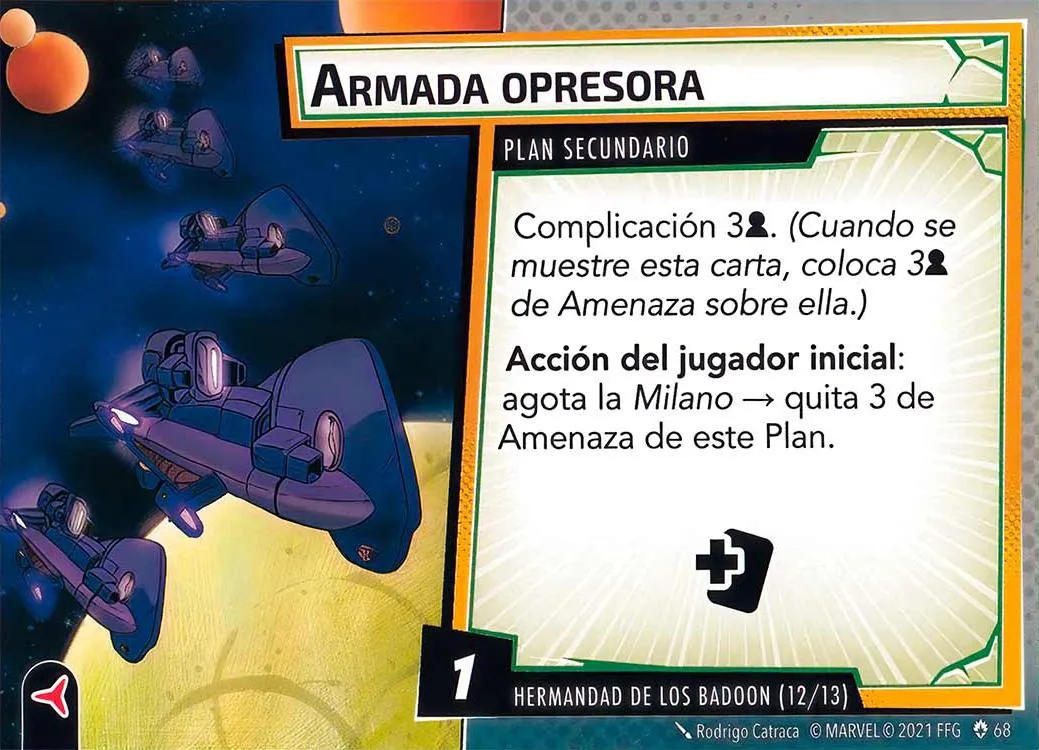 Armada opresora
PLAN SECUNDARIO
Complicación 3. (Cuando se
muestre esta carta, coloca 3
de Amenaza sobre ella.)
Acción del jugador inicial:
agota la Milano → quita 3 de
Amenaza de este Plan.
1
HERMANDAD DE LOS BADOON (12/13)
Rodrigo Catraca © MARVEL © 2021 FFG 68